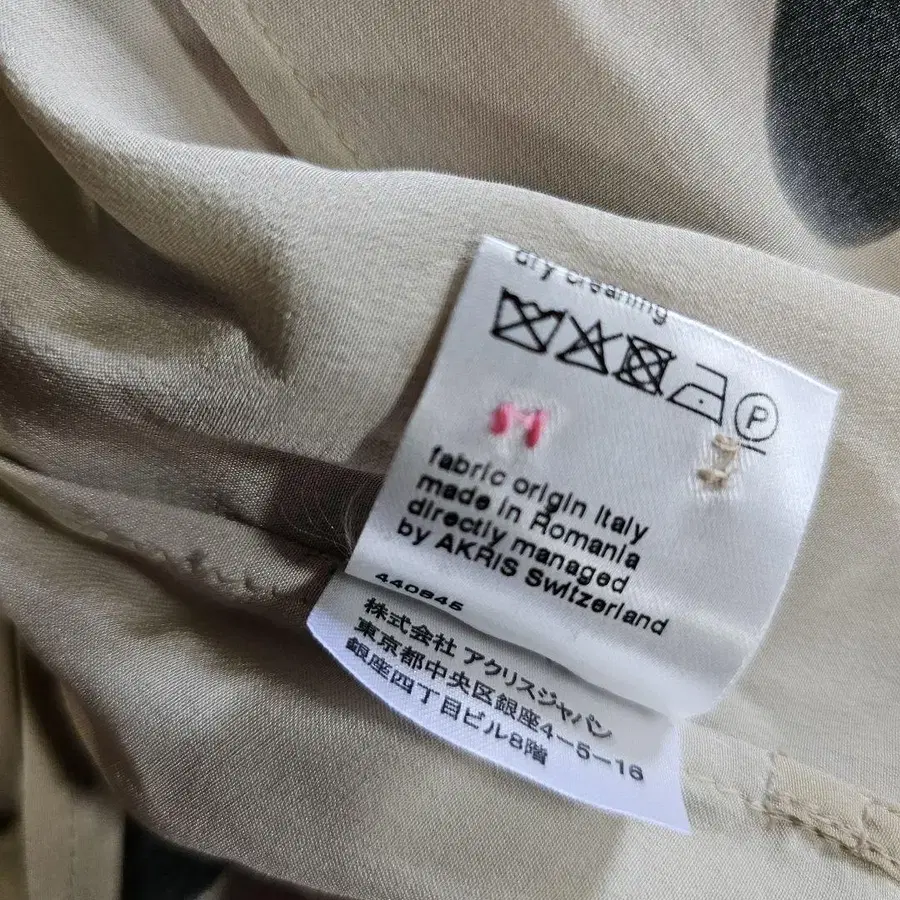 dry cleaning
P
fabric origin Italy
made in Romania
directly managed
by AKRIS Switzerland
440845
株式会社 アクリスジャパン
東京都中央区銀座4-5-16
銀座四丁目ビル8階